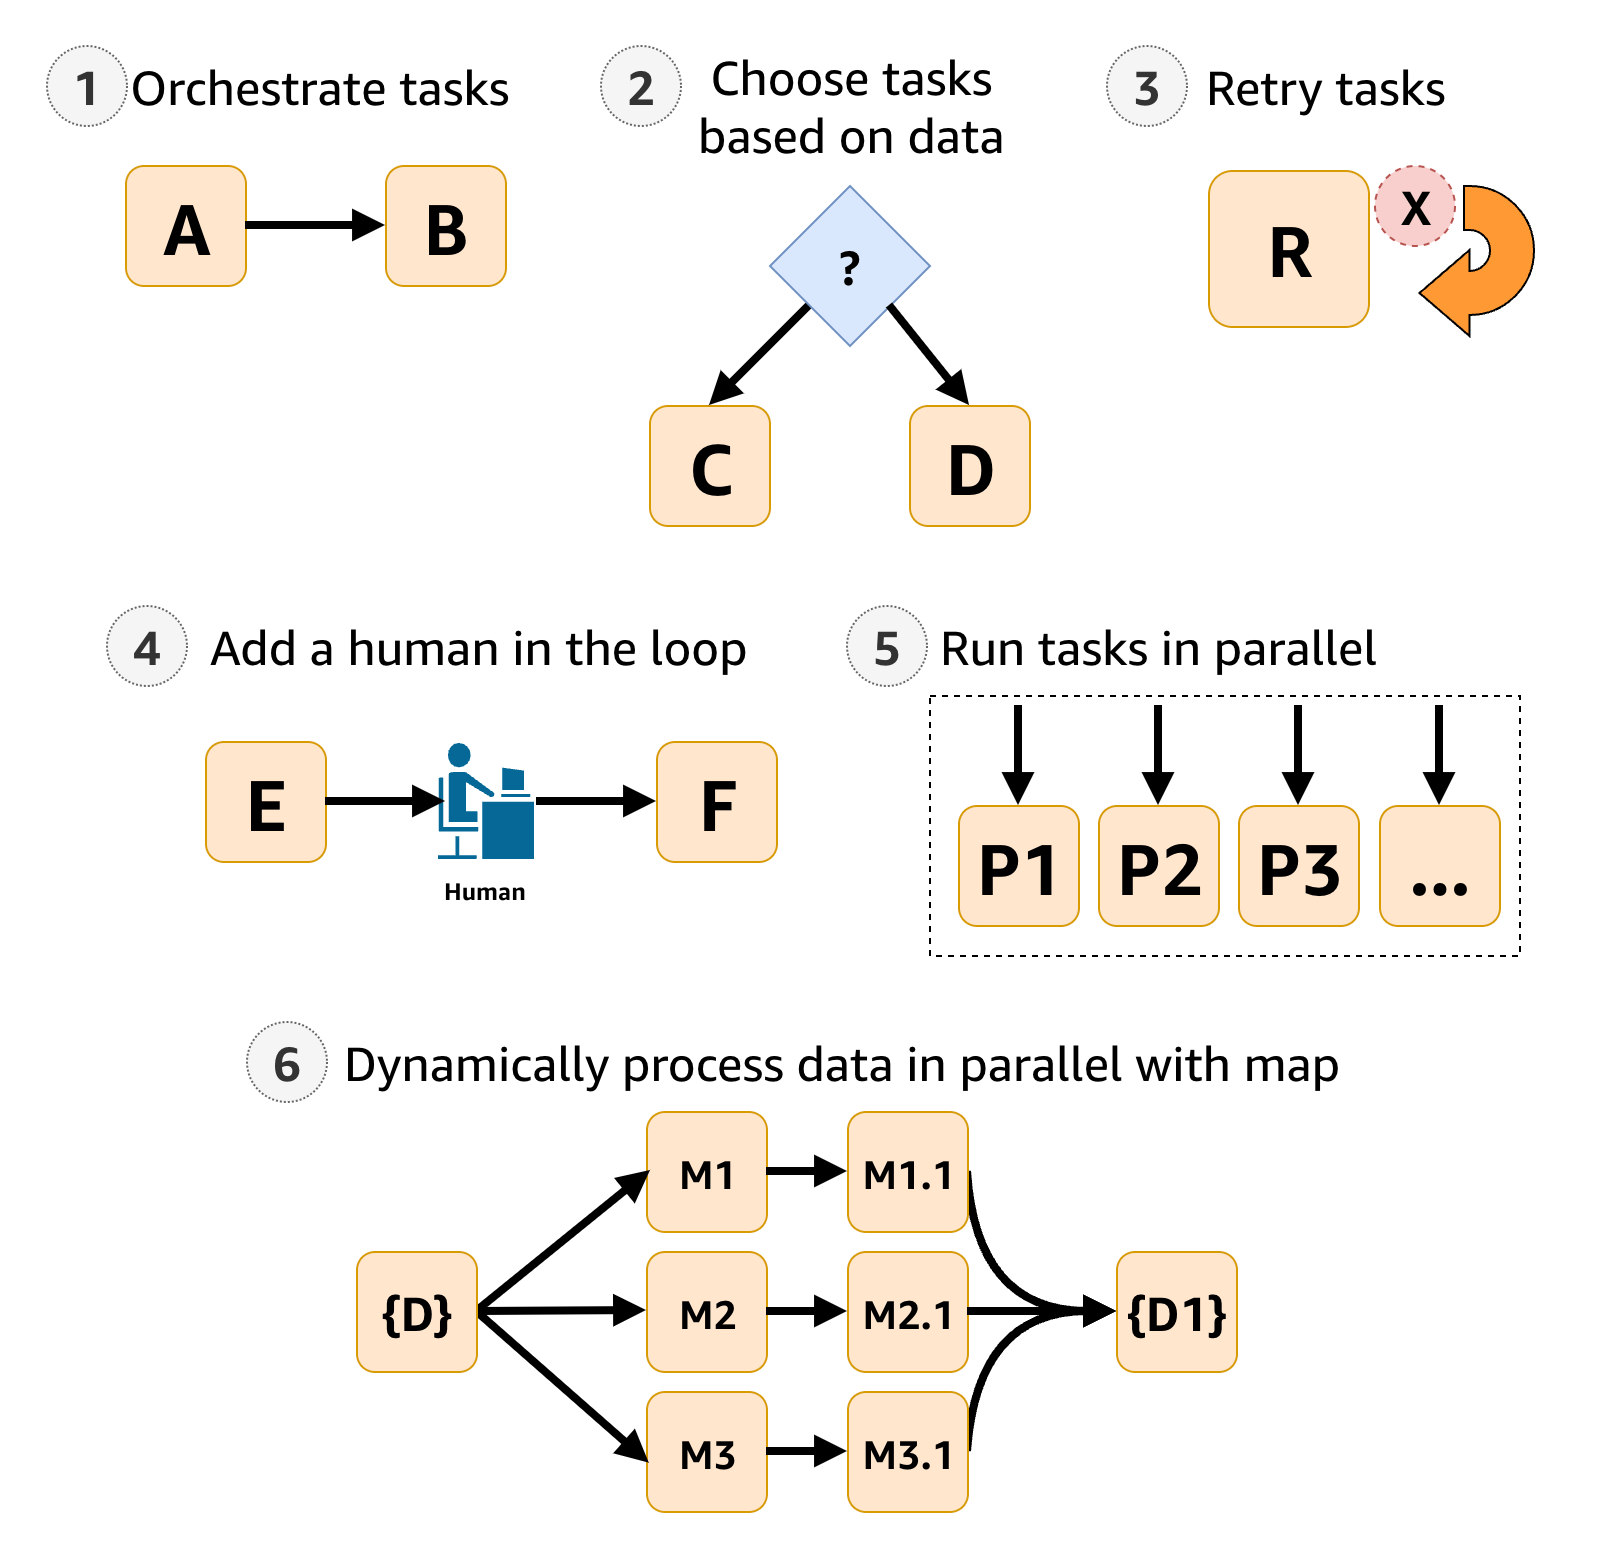 1 Orchestrate tasks
A
B
2 Choose tasks
based on data
?
C
D
3 Retry tasks
R
X
4 Add a human in the loop
E
Human
F
5 Run tasks in parallel
P1
P2
P3
...
6 Dynamically process data in parallel with map
{D}
M1
M1.1
M2
M2.1
M3
M3.1
{D1}